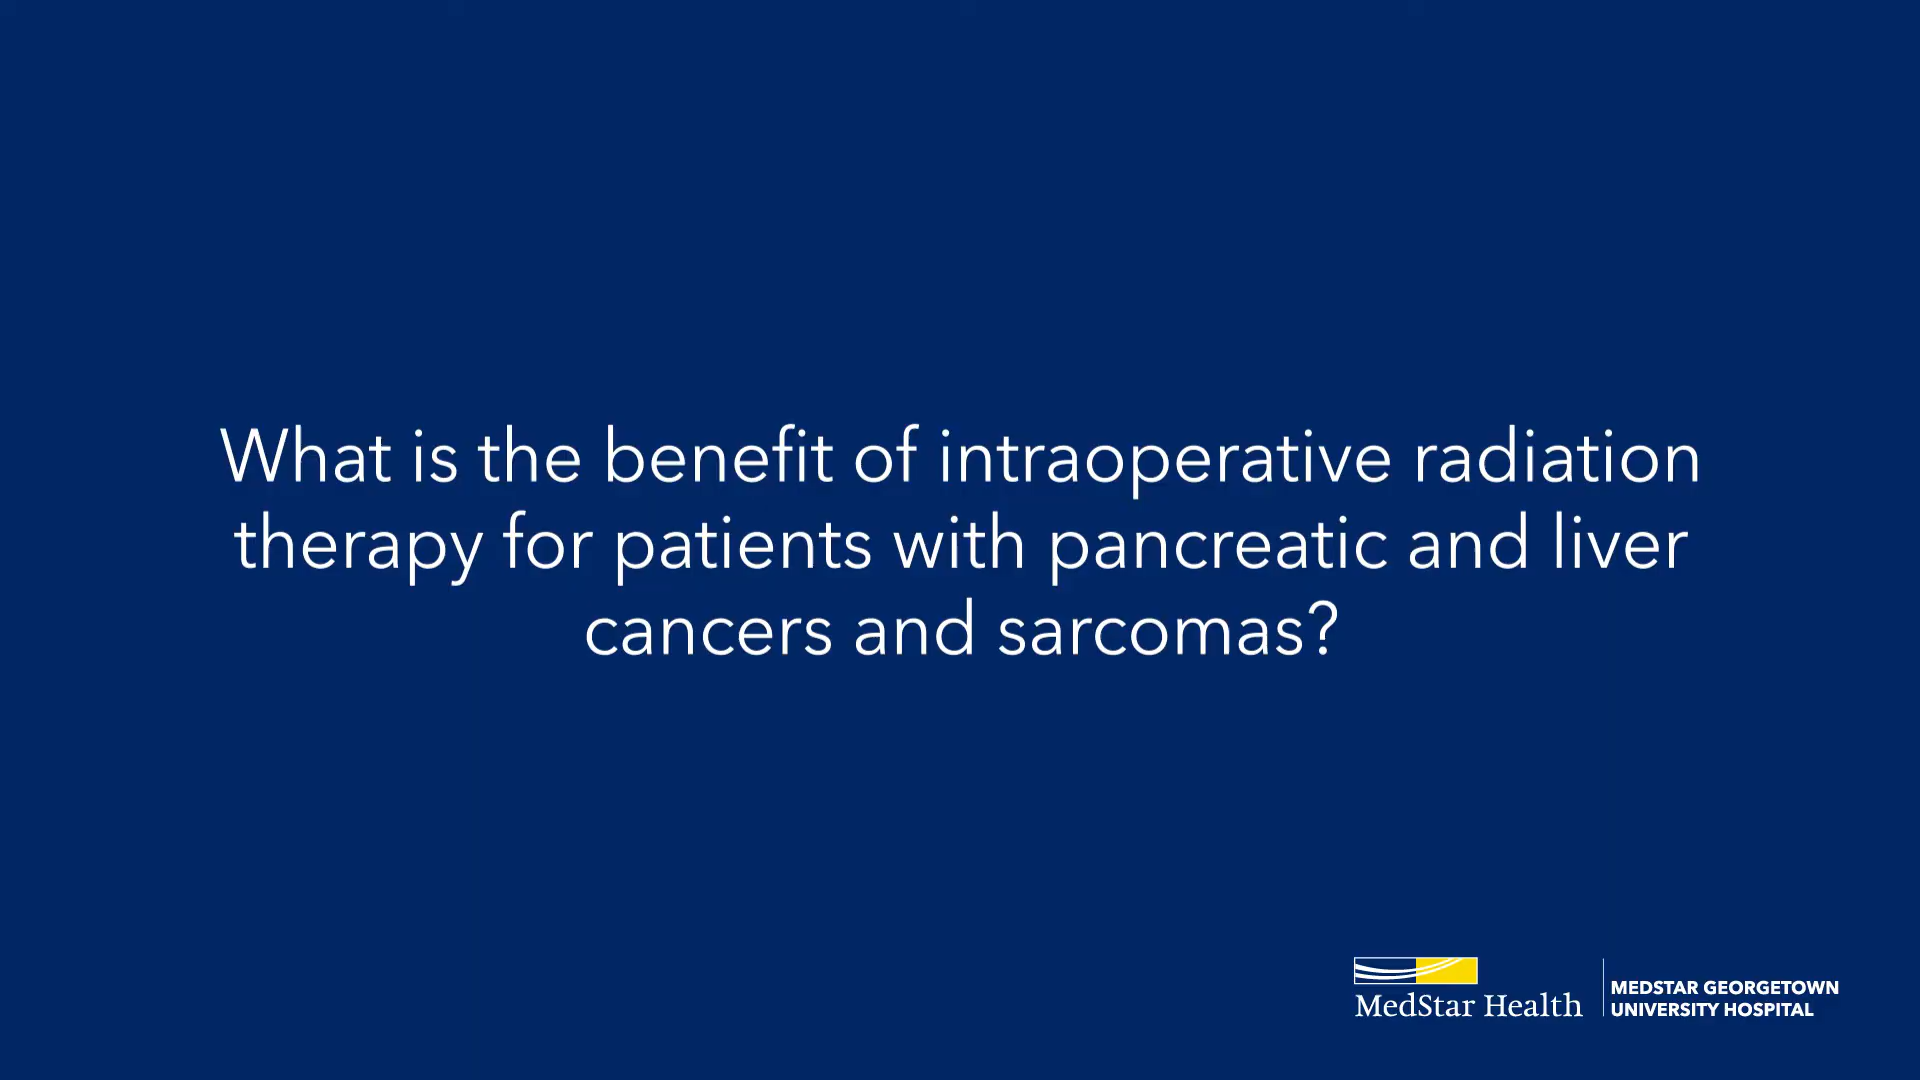 What is the benefit of intraoperative radiation
therapy for patients with pancreatic and liver
cancers and sarcomas?
MedStar Health
MEDSTAR GEORGETOWN
UNIVERSITY HOSPITAL